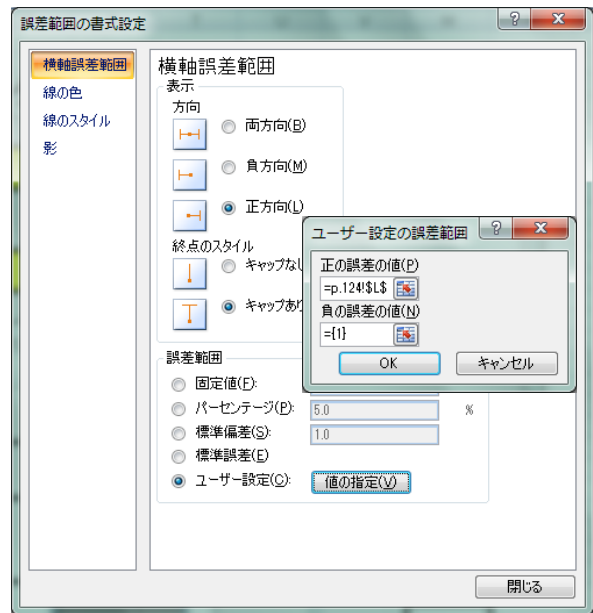 誤差範囲の書式設定
横軸誤差範囲
線の色
線のスタイル
影
横軸誤差範囲
表示
方向
両方向(B)
負方向(M)
正方向(L)
終点のスタイル
キャップなし
キャップあり
誤差範囲
固定値(F):
パーセンテージ(P): 5.0 %
標準偏差(S): 1.0
標準誤差(E)
ユーザー設定(C): 値の指定(V)
閉じる
ユーザー設定の誤差範囲
正の誤差の値(P)
=p.124!$L$
負の誤差の値(N)
={1}
OK キャンセル